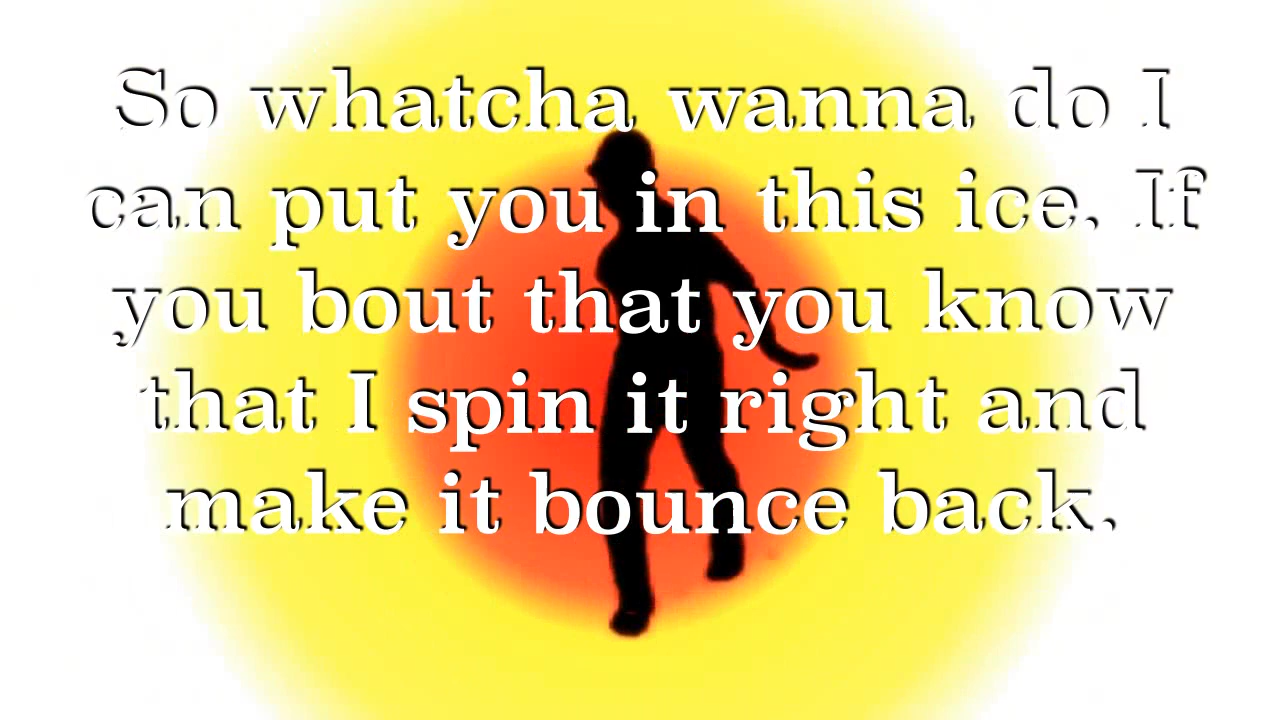 So whatcha wanna do I
can put you in this ice. If
you bout that you know
that I spin it right and
make it bounce back.